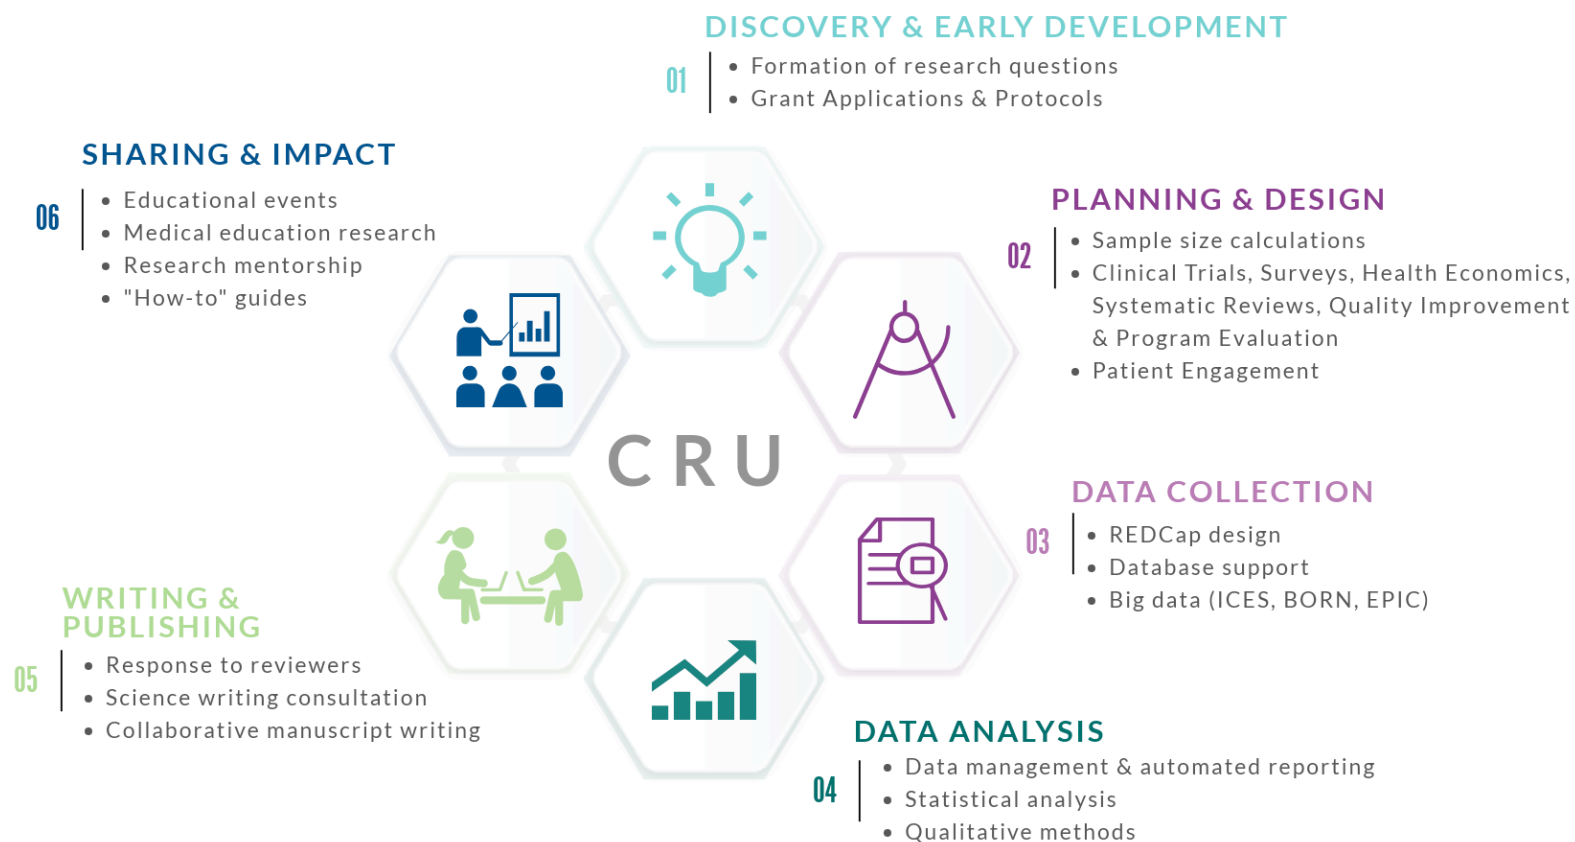 DISCOVERY & EARLY DEVELOPMENT
01
• Formation of research questions
• Grant Applications & Protocols
PLANNING & DESIGN
02
• Sample size calculations
• Clinical Trials, Surveys, Health Economics,
Systematic Reviews, Quality Improvement
& Program Evaluation
• Patient Engagement
DATA COLLECTION
03
• REDCap design
• Database support
• Big data (ICES, BORN, EPIC)
DATA ANALYSIS
04
• Data management & automated reporting
• Statistical analysis
• Qualitative methods
WRITING &
PUBLISHING
05
• Response to reviewers
• Science writing consultation
• Collaborative manuscript writing
SHARING & IMPACT
06
• Educational events
• Medical education research
• Research mentorship
• "How-to" guides
CRU